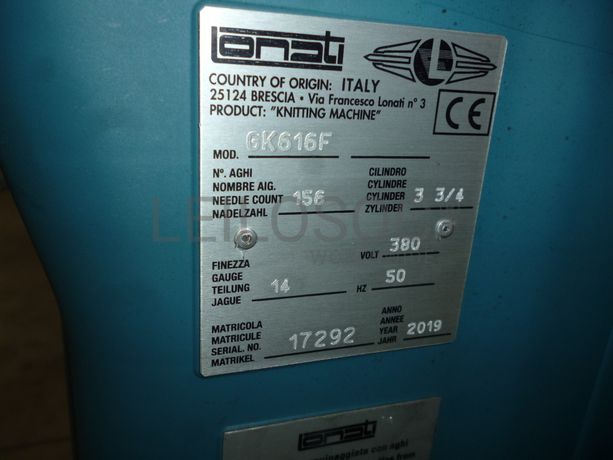 Lonati
L
COUNTRY OF ORIGIN: ITALY
25124 BRESCIA • Via Francesco Lonati n° 3
PRODUCT: "KNITTING MACHINE"
CE
MOD. GK616F
N°. AGHI
NOMBRE AIG.
NEEDLE COUNT 156
NADELZAHL
CILINDRO
CYLINDRE
CYLINDER 3 3/4
ZYLINDER
FINEZZA
GAUGE
TEILUNG 14
JAGUE
VOLT 380
HZ 50
MATRICOLA
MATRICULE
SERIAL. NO. 17292
MATRIKEL
ANNO
ANNEE
YEAR 2019
JAHR
Lonati
con aghi